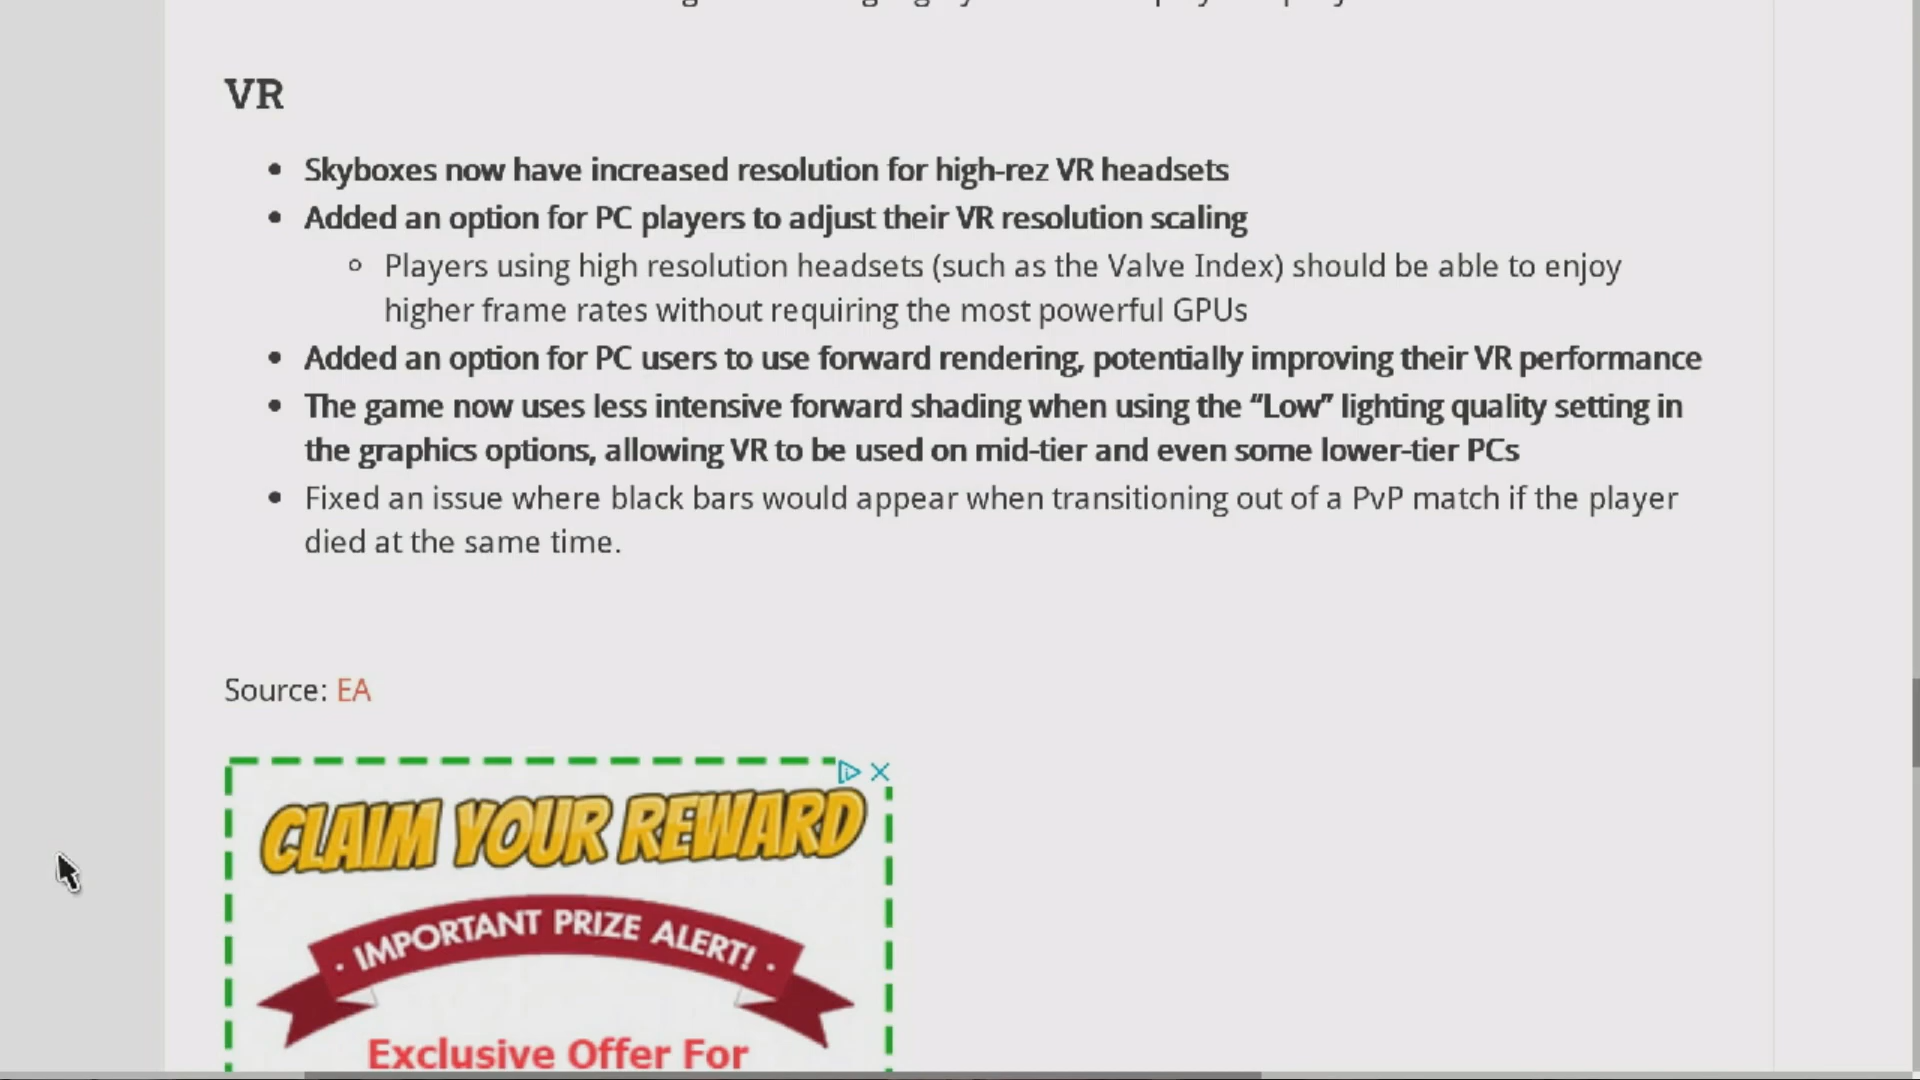 VR
Skyboxes now have increased resolution for high-rez VR headsets
Added an option for PC players to adjust their VR resolution scaling
Players using high resolution headsets (such as the Valve Index) should be able to enjoy
higher frame rates without requiring the most powerful GPUs
Added an option for PC users to use forward rendering, potentially improving their VR performance
The game now uses less intensive forward shading when using the “Low” lighting quality setting in
the graphics options, allowing VR to be used on mid-tier and even some lower-tier PCs
Fixed an issue where black bars would appear when transitioning out of a PvP match if the player
died at the same time.
Source: EA
CLAIM YOUR REWARD
· IMPORTANT PRIZE ALERT! ·
Exclusive Offer For